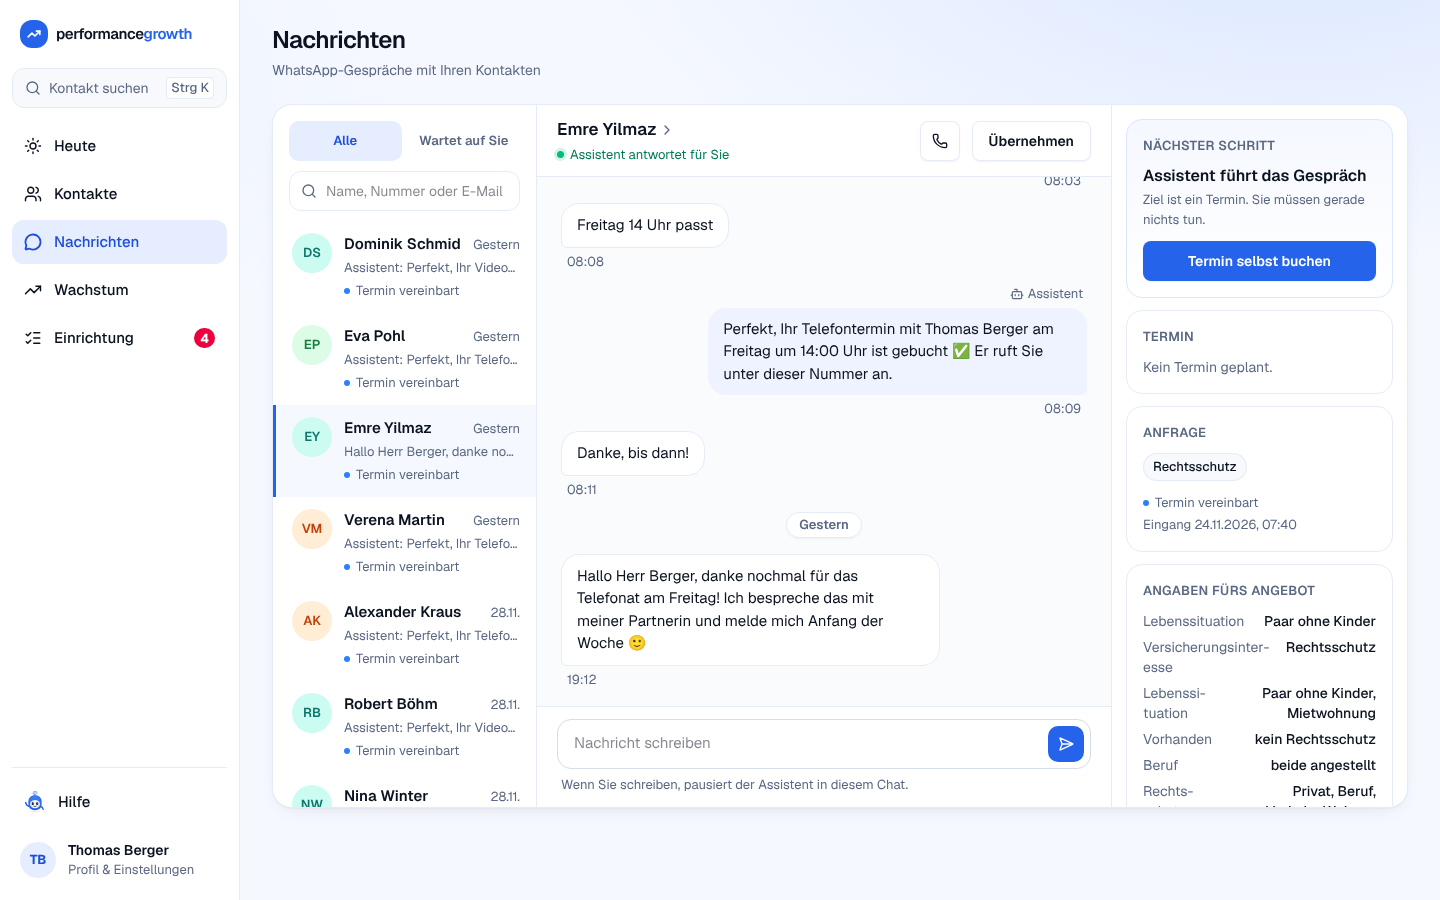 performancegrowth
Kontakt suchen Strg K
Heute
Kontakte
Nachrichten
Wachstum
Einrichtung 4
Hilfe
TB
Thomas Berger
Profil & Einstellungen
Nachrichten
WhatsApp-Gespräche mit Ihren Kontakten
Alle Wartet auf Sie
Name, Nummer oder E-Mail
DS
Dominik Schmid Gestern
Assistent: Perfekt, Ihr Video...
Termin vereinbart
EP
Eva Pohl Gestern
Assistent: Perfekt, Ihr Telefo...
Termin vereinbart
EY
Emre Yilmaz Gestern
Hallo Herr Berger, danke no...
Termin vereinbart
VM
Verena Martin Gestern
Assistent: Perfekt, Ihr Telefo...
Termin vereinbart
AK
Alexander Kraus 28.11.
Assistent: Perfekt, Ihr Telefo...
Termin vereinbart
RB
Robert Böhm 28.11.
Assistent: Perfekt, Ihr Video...
Termin vereinbart
NW
Nina Winter 28.11.
Emre Yilmaz
Assistent antwortet für Sie
Übernehmen
08:03
Freitag 14 Uhr passt
08:08
Assistent
Perfekt, Ihr Telefontermin mit Thomas Berger am
Freitag um 14:00 Uhr ist gebucht ✅ Er ruft Sie
unter dieser Nummer an.
08:09
Danke, bis dann!
08:11
Gestern
Hallo Herr Berger, danke nochmal für das
Telefonat am Freitag! Ich bespreche das mit
meiner Partnerin und melde mich Anfang der
Woche 🙂
19:12
Nachricht schreiben
Wenn Sie schreiben, pausiert der Assistent in diesem Chat.
NÄCHSTER SCHRITT
Assistent führt das Gespräch
Ziel ist ein Termin. Sie müssen gerade
nichts tun.
Termin selbst buchen
TERMIN
Kein Termin geplant.
ANFRAGE
Rechtsschutz
Termin vereinbart
Eingang 24.11.2026, 07:40
ANGABEN FÜRS ANGEBOT
Lebenssituation Paar ohne Kinder
Versicherungsinter- Rechtsschutz
esse
Lebenssi- Paar ohne Kinder,
tuation Mietwohnung
Vorhanden kein Rechtsschutz
Beruf beide angestellt
Rechts- Privat, Beruf,